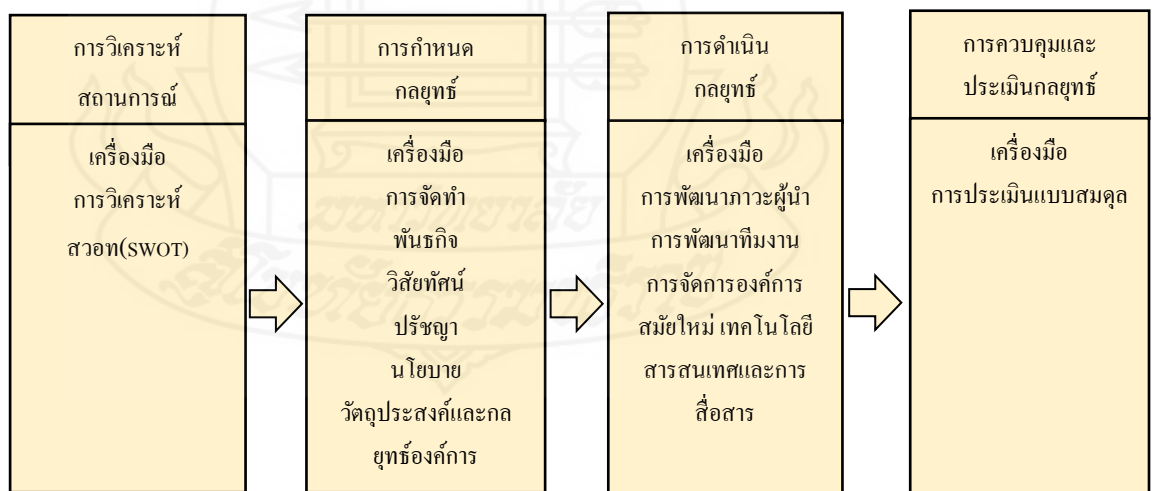 การวิเคราะห์
สถานการณ์
เครื่องมือ
การวิเคราะห์
สวอท(SWOT)
การกำหนด
กลยุทธ์
เครื่องมือ
การจัดทำ
พันธกิจ
วิสัยทัศน์
ปรัชญา
นโยบาย
วัตถุประสงค์และกล
ยุทธ์องค์การ
การดำเนิน
กลยุทธ์
เครื่องมือ
การพัฒนาภาวะผู้นำ
การพัฒนาทีมงาน
การจัดการองค์การ
สมัยใหม่ เทคโนโลยี
สารสนเทศและการ
สื่อสาร
การควบคุมและ
ประเมินกลยุทธ์
เครื่องมือ
การประเมินแบบสมดุล